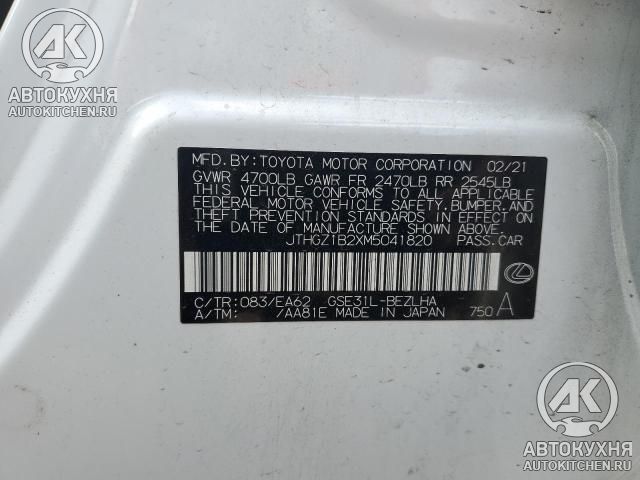 AK
АВТОКУХНЯ
AUTOKITCHEN.RU
MFD. BY: TOYOTA MOTOR CORPORATION 02/21
GVWR 4700LB GAWR FR 2470LB RR 2545LB
THIS VEHICLE CONFORMS TO ALL APPLICABLE
FEDERAL MOTOR VEHICLE SAFETY,BUMPER,AND
THEFT PREVENTION STANDARDS IN EFFECT ON
THE DATE OF MANUFACTURE SHOWN ABOVE.
JTHGZ1B2XM5041820 PASS.CAR
C/TR: 083/EA62 GSE31L-BEZLHA
A/TM: /AA81E MADE IN JAPAN 750 A
AK
АВТОКУХНЯ
AUTOKITCHEN.RU